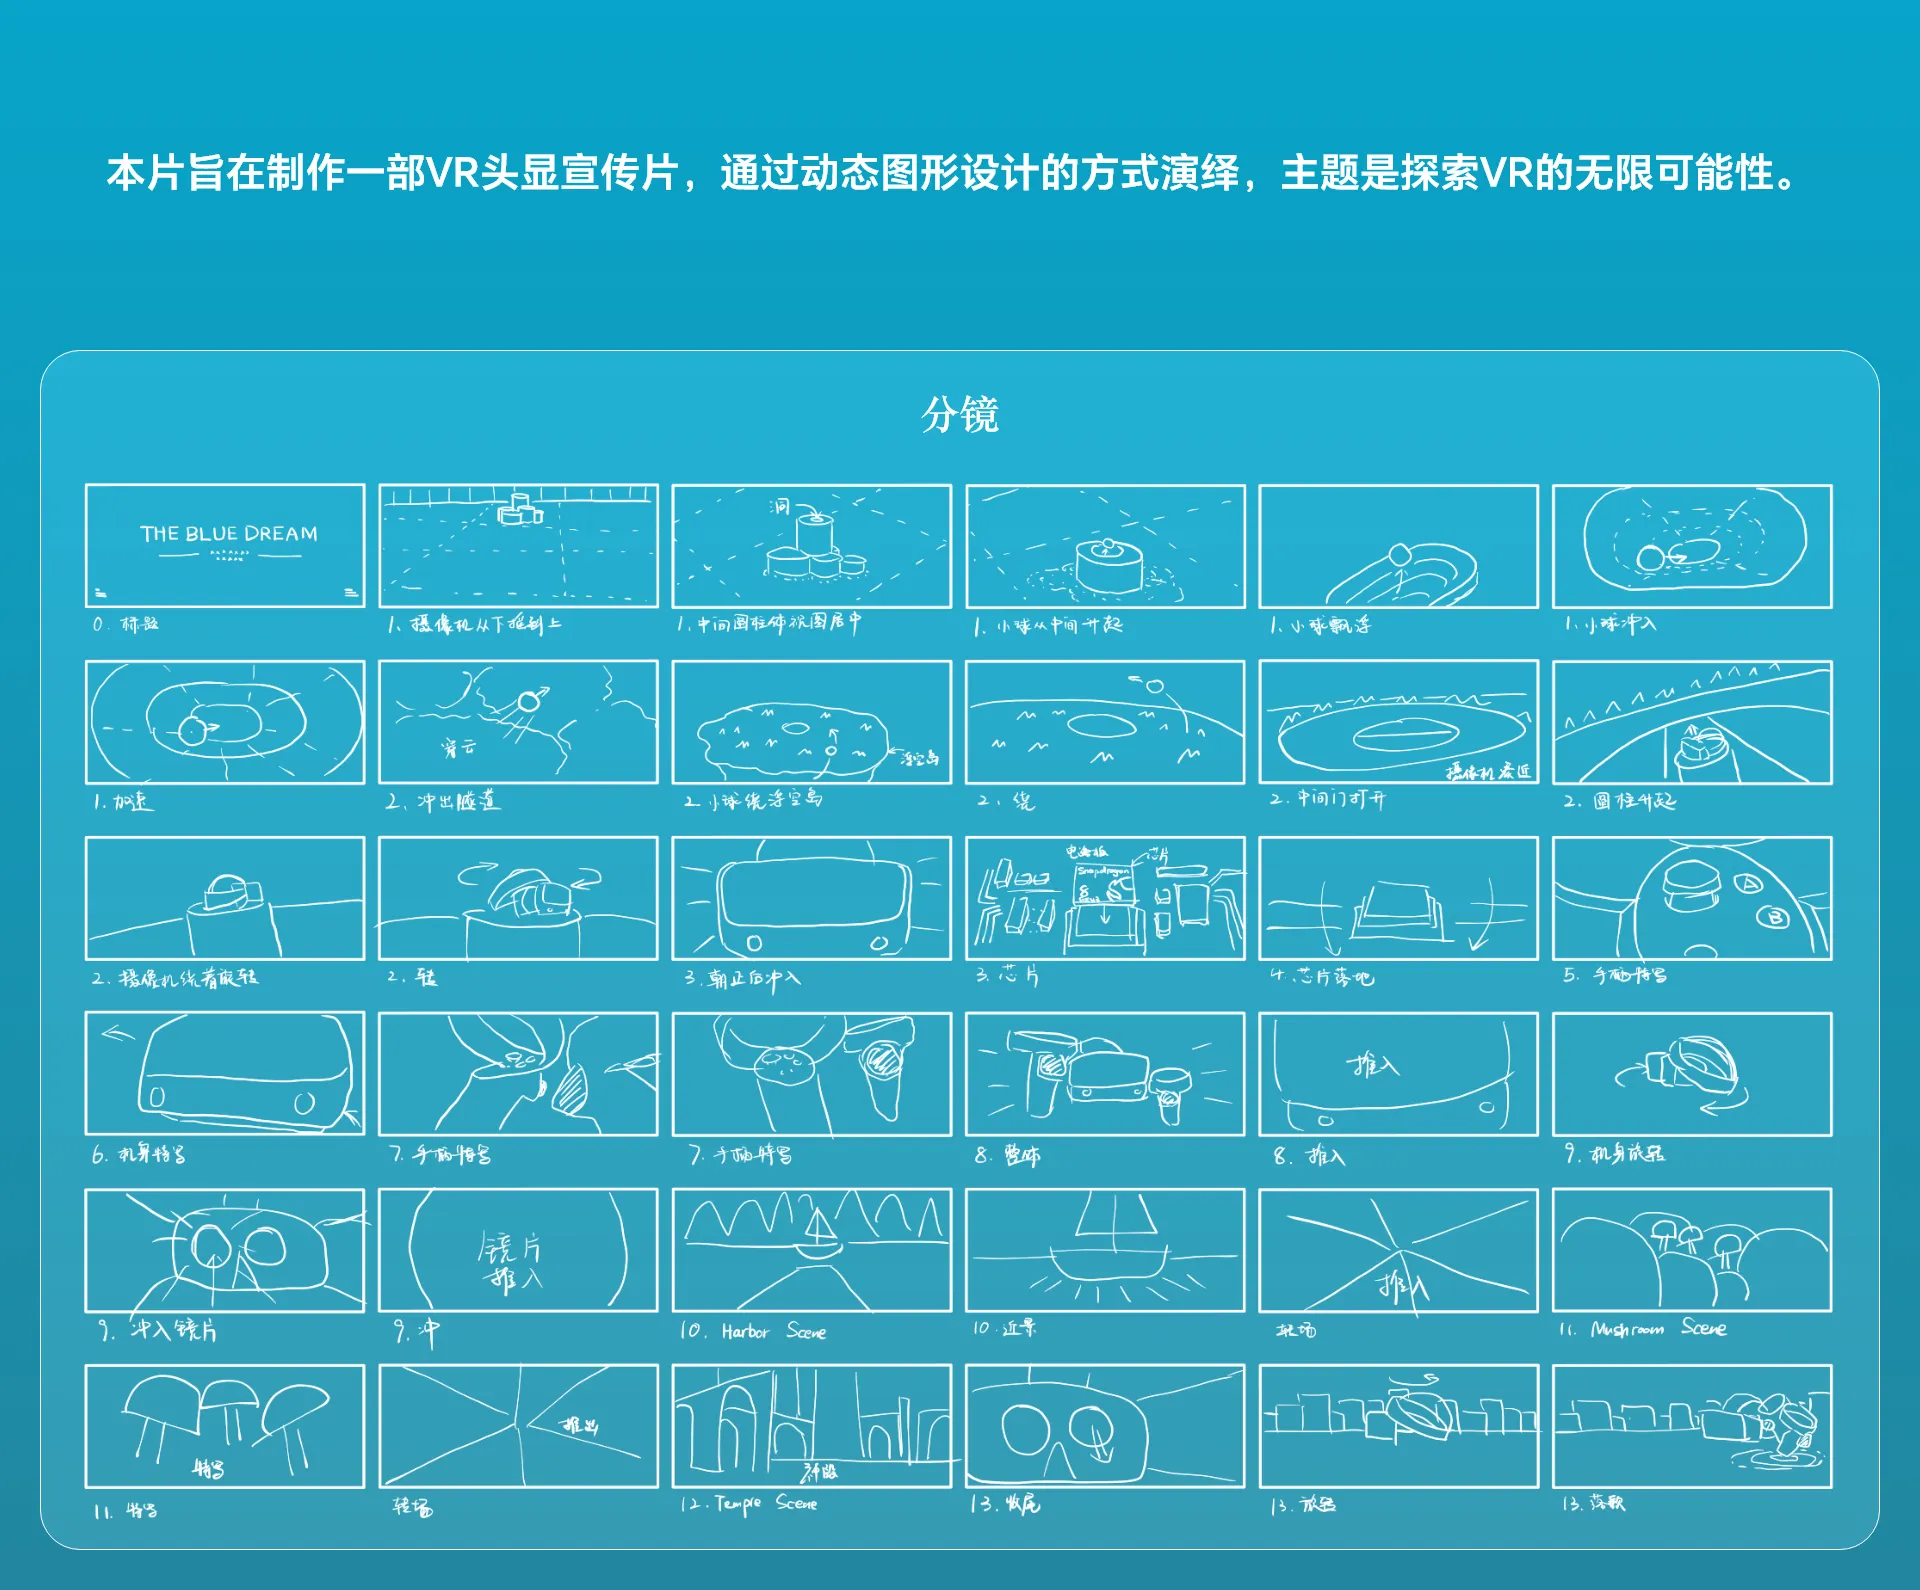 本片旨在制作一部VR头显宣传片，通过动态图形设计的方式演绎，主题是探索VR的无限可能性。
分镜
THE BLUE DREAM
0. 标题
1. 摄像机从下摇到上
洞
1. 中间圆柱体视图居中
1. 小球从中间升起
1. 小球飘浮
1. 小球冲入
1. 加速
穿云
2. 冲出隧道
浮空岛
2. 小球绕浮空岛
2. 绕
摄像机靠近
2. 中间门打开
2. 圆柱升起
2. 摄像机绕着旋转
2. 转
3. 朝正后冲入
电路板
芯片
Snapdragon
3. 芯片
4. 芯片落地
A
B
5. 手柄特写
6. 机身特写
7. 手柄特写
7. 手柄特写
8. 整体
推入
8. 推入
9. 机身旋转
9. 冲入镜片
镜片
推入
9. 冲
10. Harbor Scene
10. 近景
推入
转场
11. Mushroom Scene
特写
11. 特写
推出
转场
12. Temple Scene
13. 收尾
13. 旋转
13. 落款